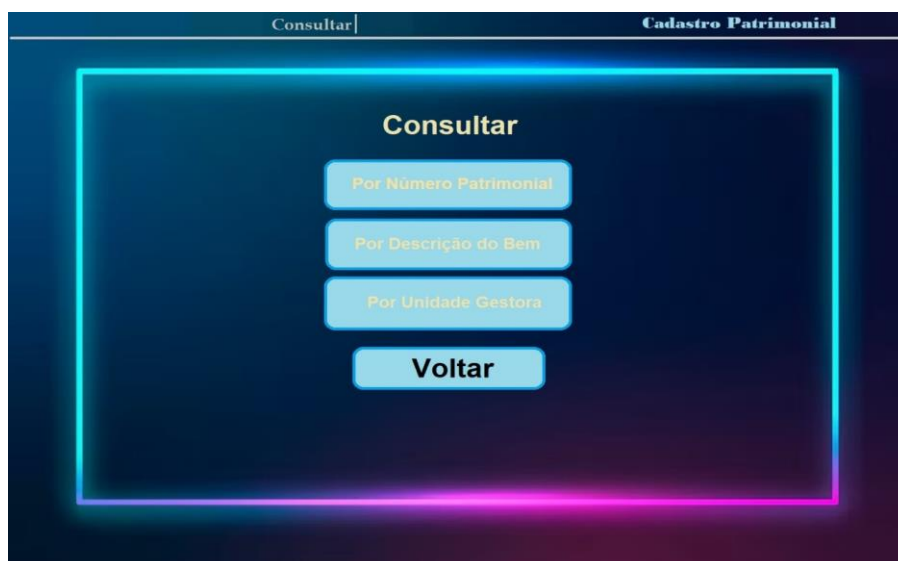 Consultar
Cadastro Patrimonial
Consultar
Por Número Patrimonial
Por Descrição do Bem
Por Unidade Gestora
Voltar